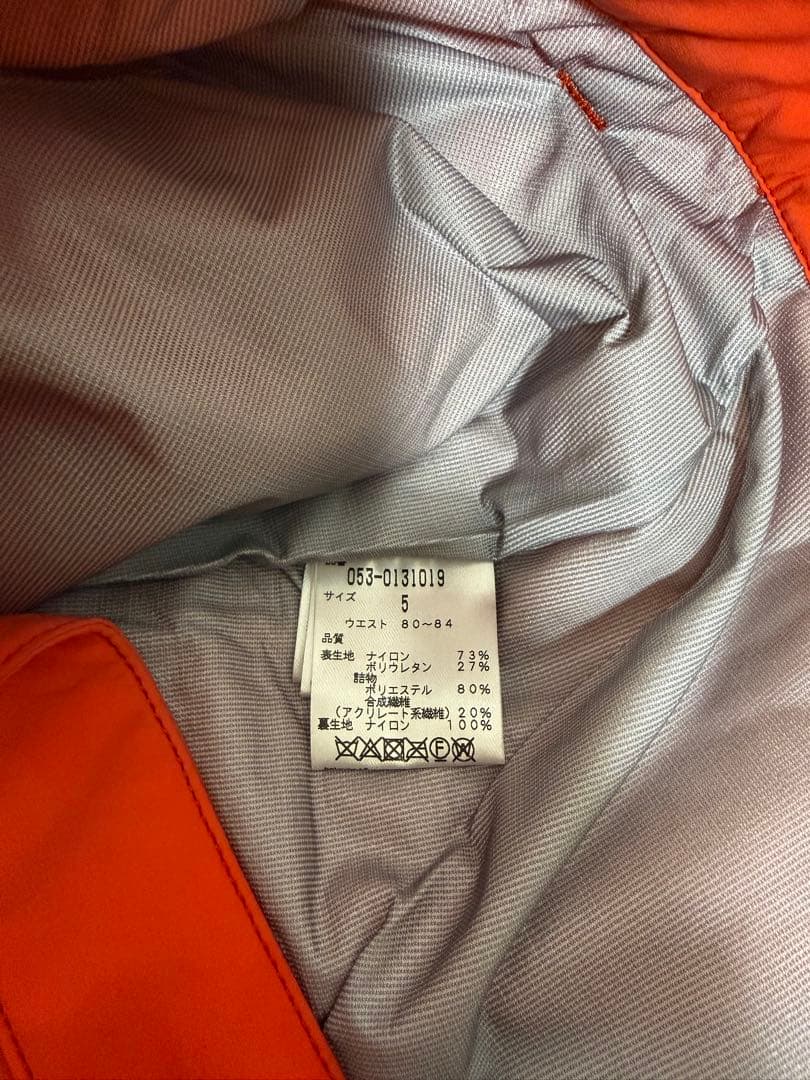 053-0131019
サイズ 5
ウエスト 80～84
品質
表生地 ナイロン 73%
ポリウレタン 27%
詰物
ポリエステル 80%
合成繊維
(アクリレート系繊維) 20%
裏生地 ナイロン 100%
F W